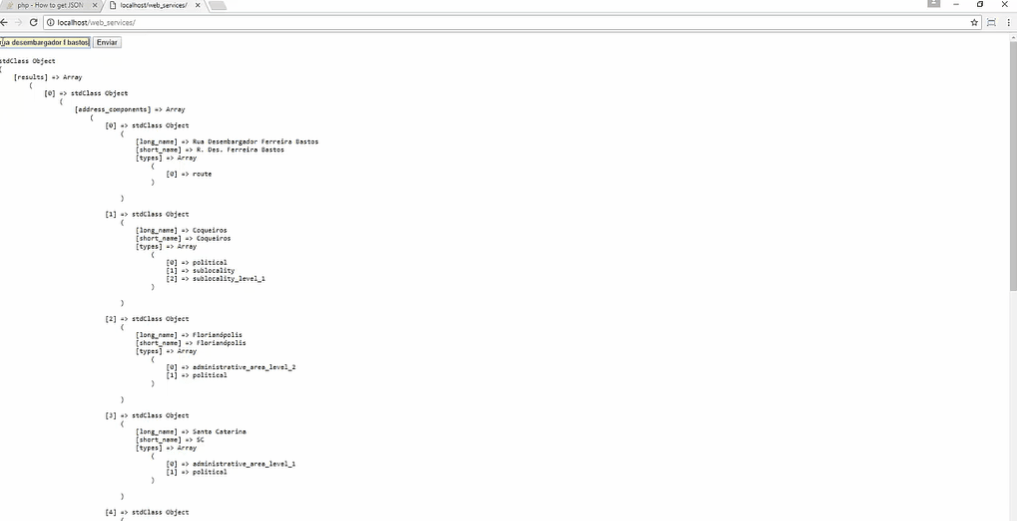 php - How to get JSON
localhost/web_services/
localhost/web_services/
desembargador f bastos Enviar
stdClass Object
(
[results] => Array
(
[0] => stdClass Object
(
[address_components] => Array
(
[0] => stdClass Object
(
[long_name] => Rua Desembargador Ferreira Bastos
[short_name] => R. Des. Ferreira Bastos
[types] => Array
(
[0] => route
)
)
[1] => stdClass Object
(
[long_name] => Coqueiros
[short_name] => Coqueiros
[types] => Array
(
[0] => political
[1] => sublocality
[2] => sublocality_level_1
)
)
[2] => stdClass Object
(
[long_name] => Florianópolis
[short_name] => Florianópolis
[types] => Array
(
[0] => administrative_area_level_2
[1] => political
)
)
[3] => stdClass Object
(
[long_name] => Santa Catarina
[short_name] => SC
[types] => Array
(
[0] => administrative_area_level_1
[1] => political
)
)
[4] => stdClass Object
(